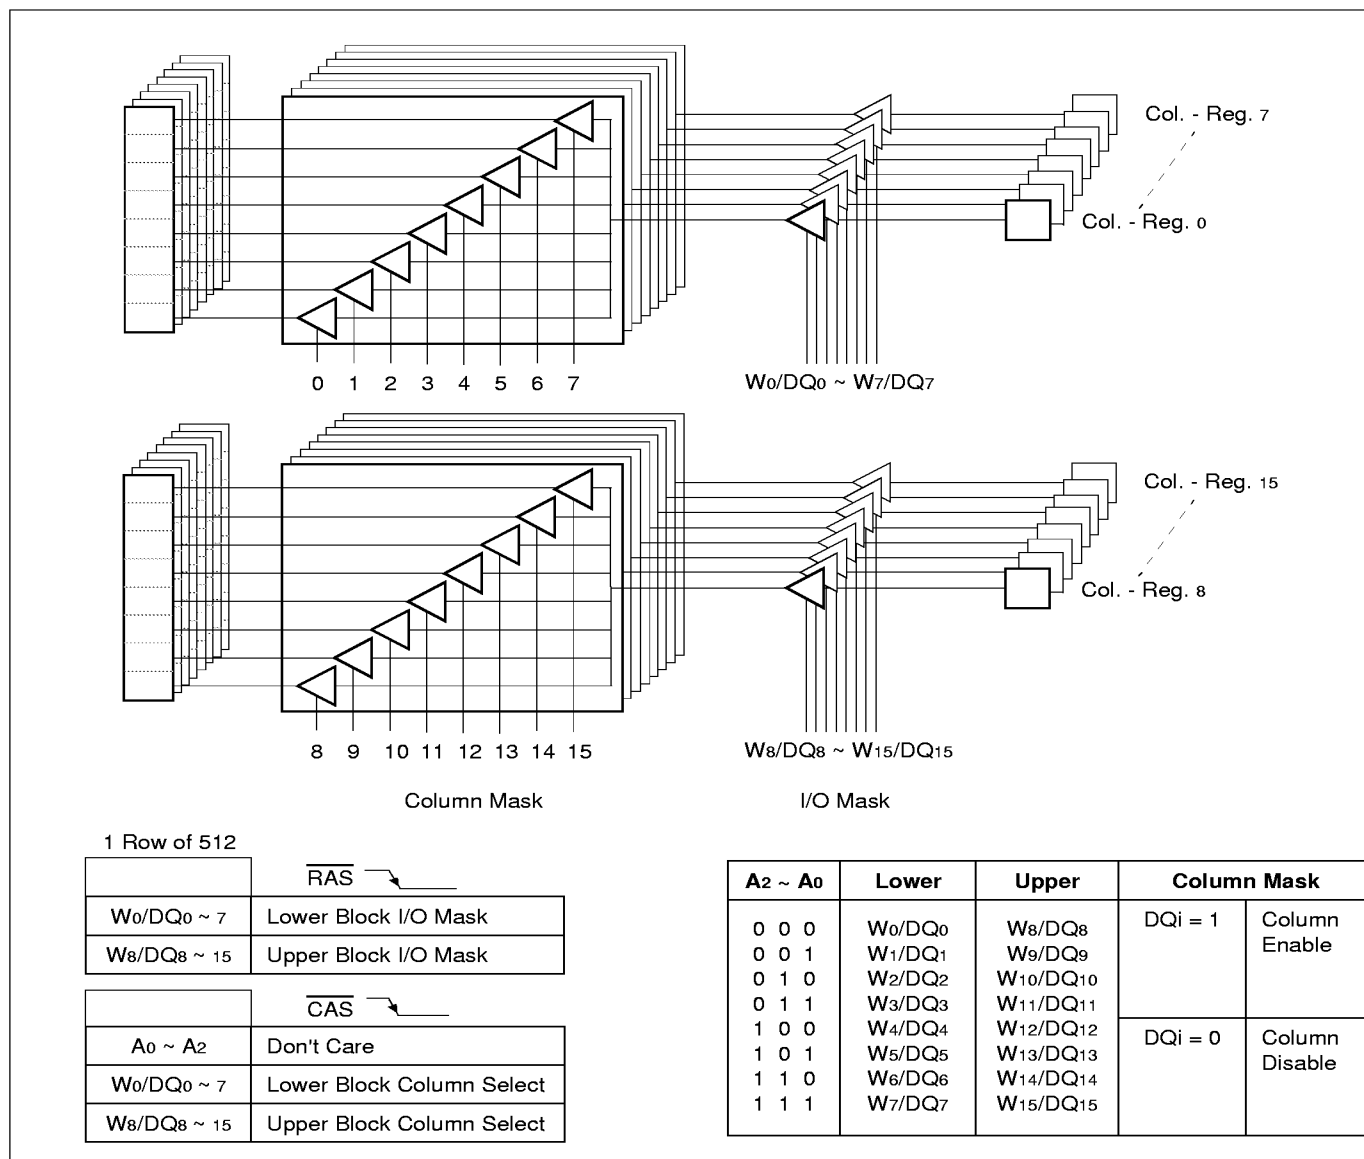 Col. - Reg. 7
Col. - Reg. 0
0 1 2 3 4 5 6 7
W0/DQ0 ~ W7/DQ7
Col. - Reg. 15
Col. - Reg. 8
8 9 10 11 12 13 14 15
W8/DQ8 ~ W15/DQ15
Column Mask I/O Mask
1 Row of 512
RAS
W0/DQ0 ~ 7 Lower Block I/O Mask
W8/DQ8 ~ 15 Upper Block I/O Mask
CAS
A0 ~ A2 Don't Care
W0/DQ0 ~ 7 Lower Block Column Select
W8/DQ8 ~ 15 Upper Block Column Select
A2 ~ A0 Lower Upper Column Mask
0 0 0 W0/DQ0 W8/DQ8
0 0 1 W1/DQ1 W9/DQ9
0 1 0 W2/DQ2 W10/DQ10
0 1 1 W3/DQ3 W11/DQ11
1 0 0 W4/DQ4 W12/DQ12
1 0 1 W5/DQ5 W13/DQ13
1 1 0 W6/DQ6 W14/DQ14
1 1 1 W7/DQ7 W15/DQ15
DQi = 1 Column
Enable
DQi = 0 Column
Disable